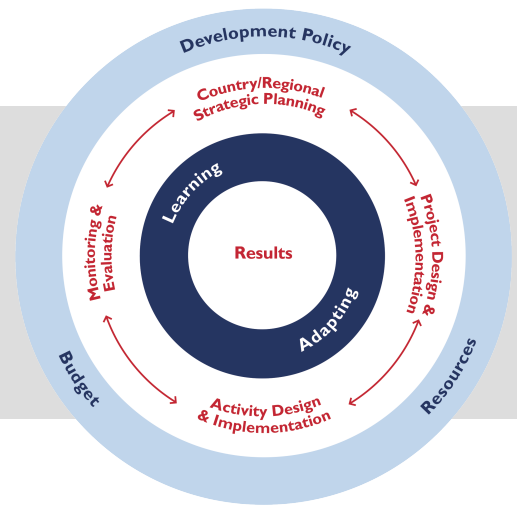 Development Policy
Country/Regional
Strategic Planning
Learning
Monitoring &
Evaluation
Results
Project Design &
Implementation
Adapting
Budget
Resources
Activity Design
& Implementation